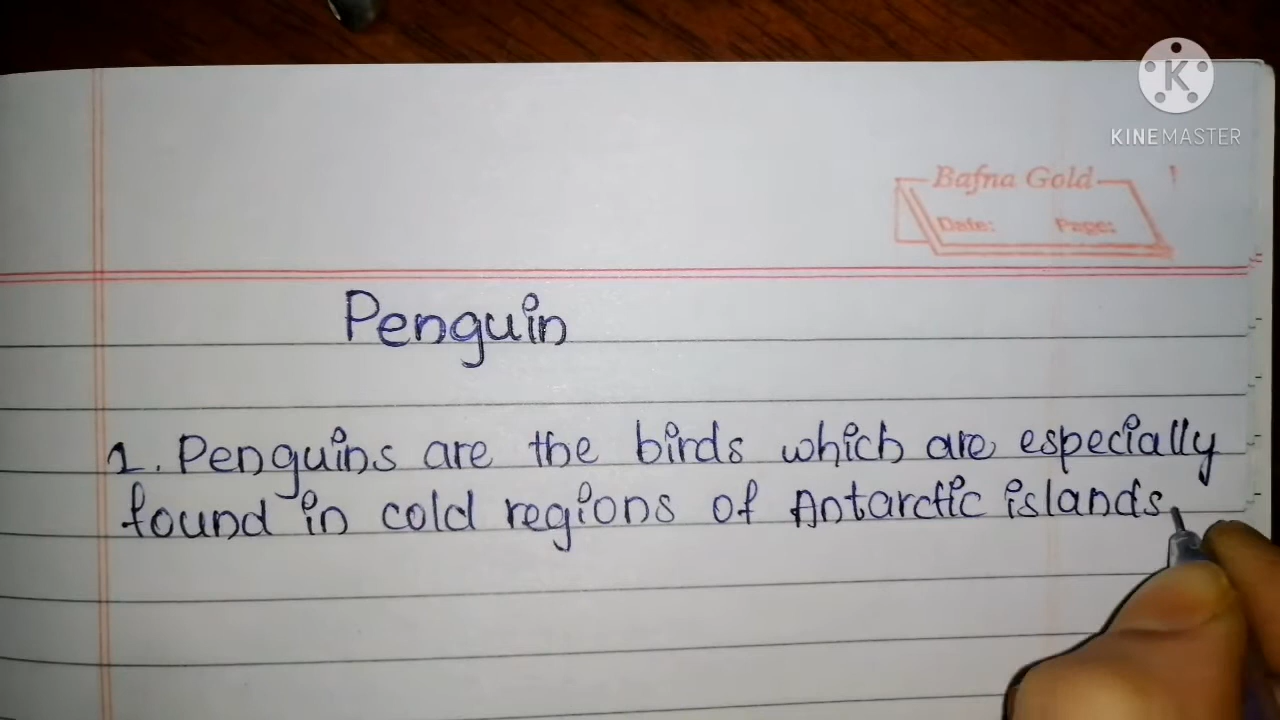 KINEMASTER
Bafna Gold
Date: Page:
Penguin
1. Penguins are the birds which are especially
found in cold regions of Antarctic islands.